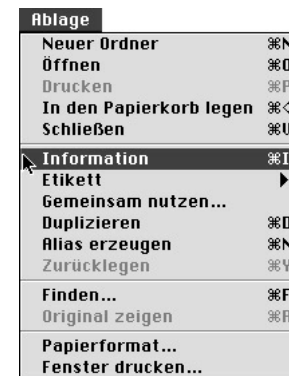 Ablage
Neuer Ordner ⌘N
Öffnen ⌘O
Drucken ⌘P
In den Papierkorb legen ⌘
Schließen ⌘
Information ⌘I
Etikett
Gemeinsam nutzen...
Duplizieren ⌘D
Alias erzeugen ⌘
Zurücklegen ⌘Y
Finden... ⌘F
Original zeigen ⌘R
Papierformat...
Fenster drucken...